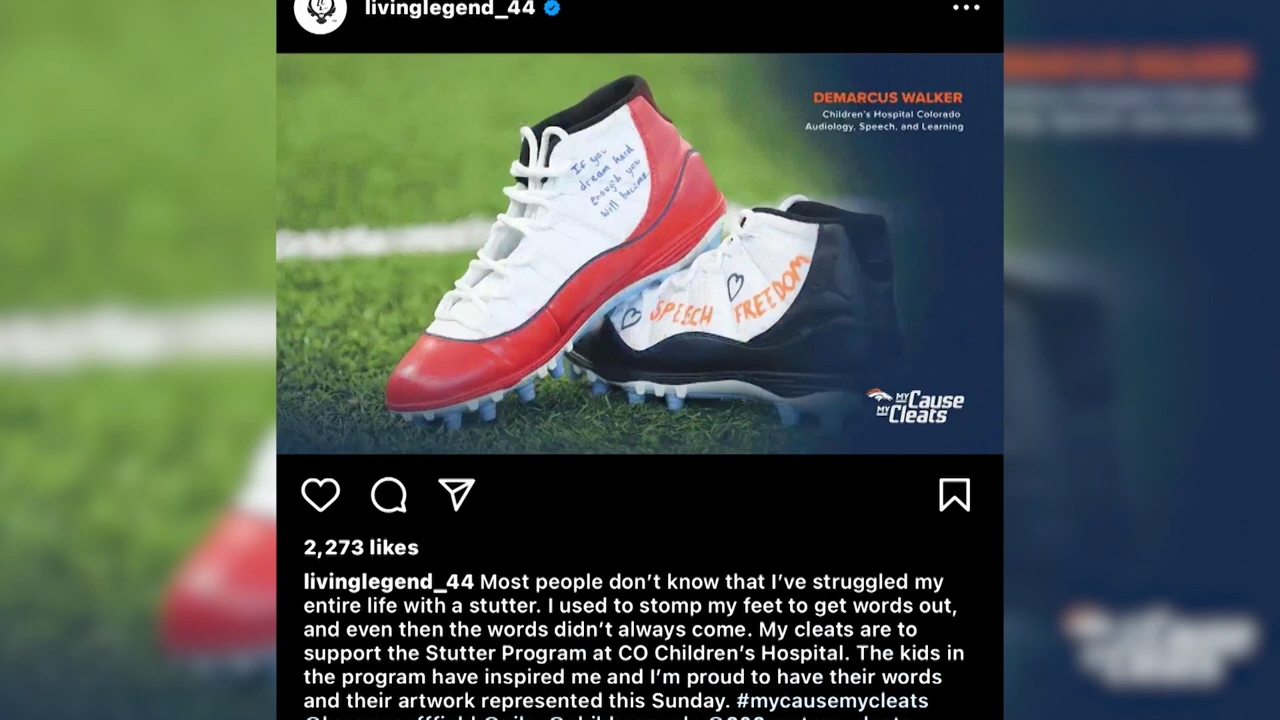 livinglegend_44
DEMARCUS WALKER
Children's Hospital Colorado
Audiology, Speech, and Learning
If you
dream hard
enough you
will become
SPEECH FREEDOM
MY Cause
MY Cleats
2,273 likes
livinglegend_44 Most people don't know that I've struggled my
entire life with a stutter. I used to stomp my feet to get words out,
and even then the words didn't always come. My cleats are to
support the Stutter Program at CO Children's Hospital. The kids in
the program have inspired me and I'm proud to have their words
and their artwork represented this Sunday. #mycausemycleats